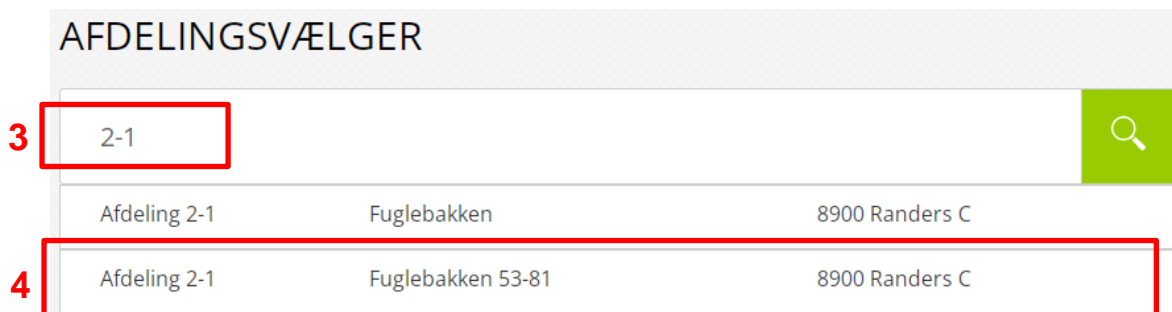 AFDELINGSVÆLGER
3 2-1
Afdeling 2-1 Fuglebakken 8900 Randers C
4 Afdeling 2-1 Fuglebakken 53-81 8900 Randers C